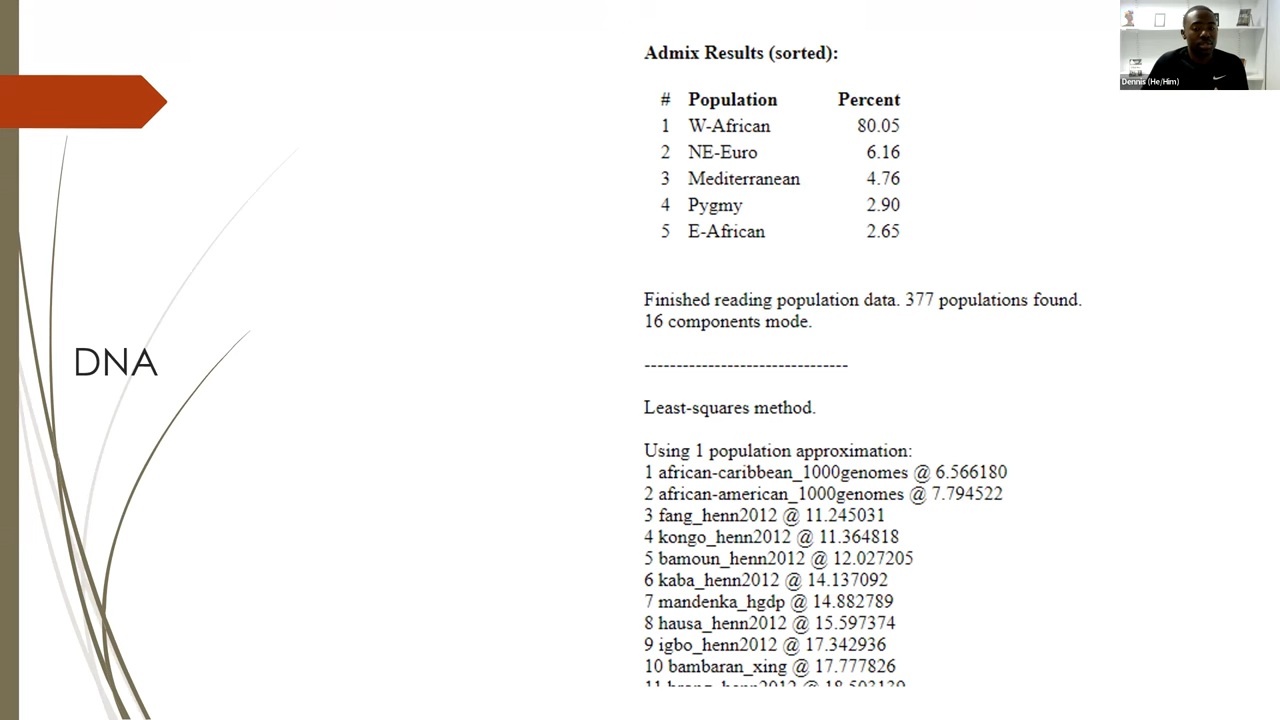 Admix Results (sorted):
# Population Percent
1 W-African 80.05
2 NE-Euro 6.16
3 Mediterranean 4.76
4 Pygmy 2.90
5 E-African 2.65
Finished reading population data. 377 populations found.
16 components mode.
--------------------------------
Least-squares method.
Using 1 population approximation:
1 african-caribbean_1000genomes @ 6.566180
2 african-american_1000genomes @ 7.794522
3 fang_henn2012 @ 11.245031
4 kongo_henn2012 @ 11.364818
5 bamoun_henn2012 @ 12.027205
6 kaba_henn2012 @ 14.137092
7 mandenka_hgdp @ 14.882789
8 hausa_henn2012 @ 15.597374
9 igbo_henn2012 @ 17.342936
10 bambaran_xing @ 17.777826
DNA
Dennis (He/Him)